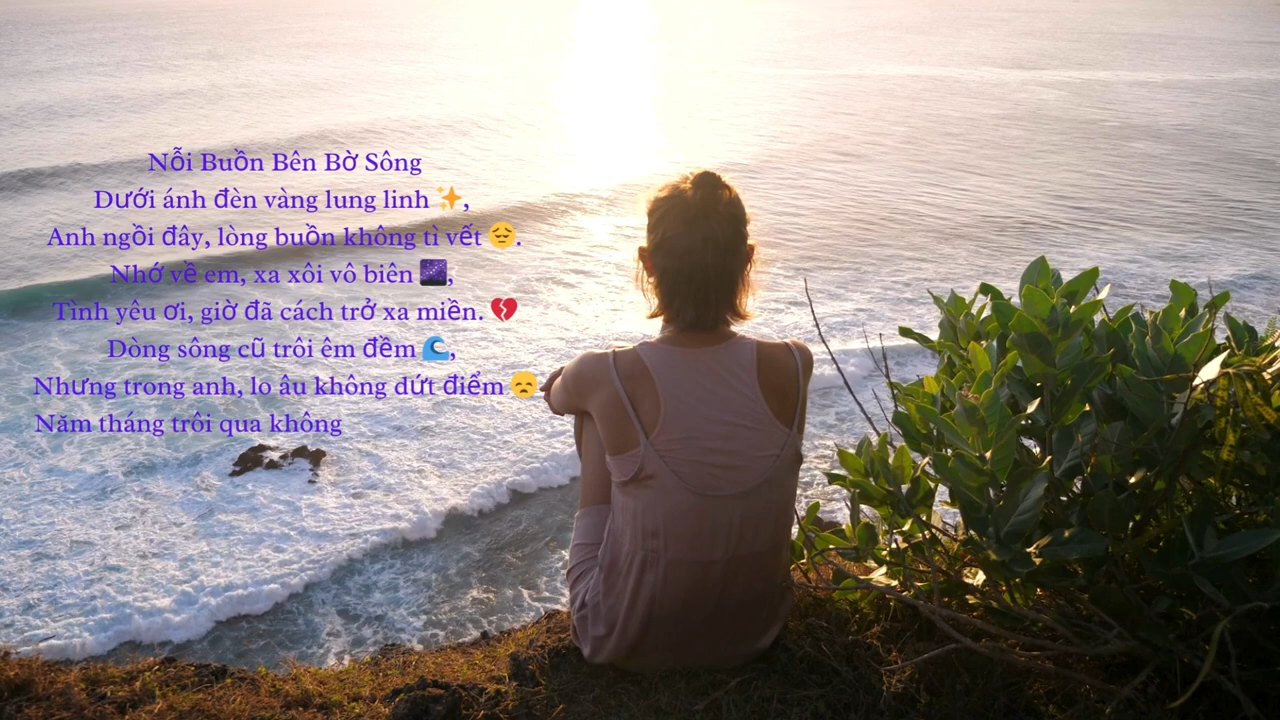 Nỗi Buồn Bên Bờ Sông
Dưới ánh đèn vàng lung linh ✨,
Anh ngồi đây, lòng buồn không tì vết 😔.
Nhớ về em, xa xôi vô biên 🌌,
Tình yêu ơi, giờ đã cách trở xa miền. 💔
Dòng sông cũ trôi êm đềm 🌊,
Nhưng trong anh, lo âu không dứt điểm 😞
Năm tháng trôi qua không